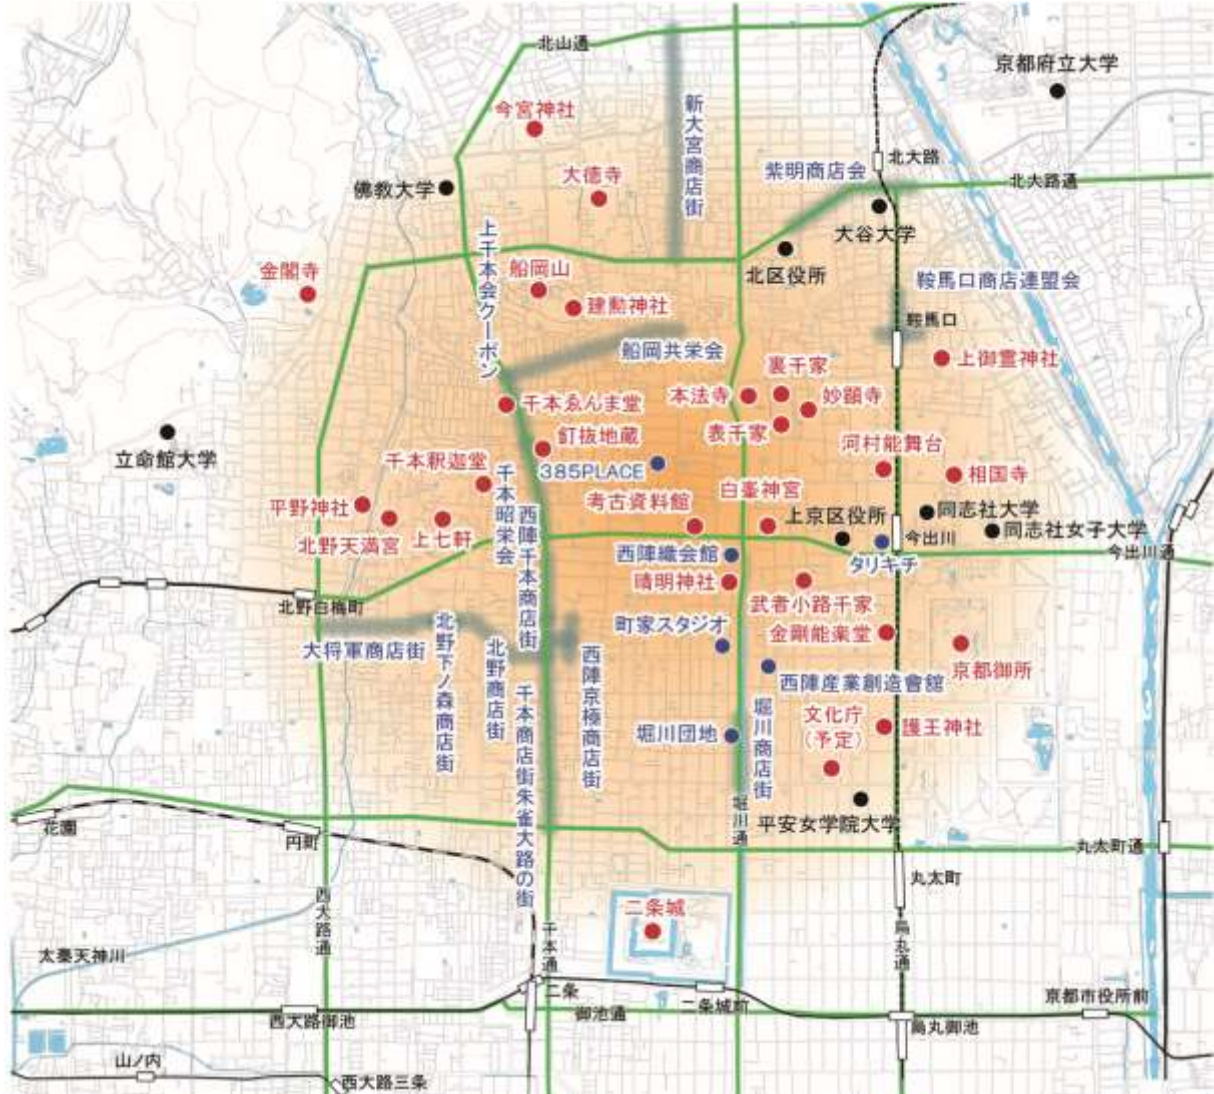 北山通
京都府立大学
今宮神社
新大宮商店街
北大路
紫明商店会
大徳寺
北大路通
佛教大学
大谷大学
上千本会クーポン
北区役所
金閣寺
船岡山
鞍馬口商店連盟会
建勲神社
鞍馬口
船岡共栄会
上御霊神社
裏千家
本法寺
妙顕寺
千本ゑんま堂
表千家
釘抜地蔵
河村能舞台
立命館大学
千本釈迦堂
385PLACE
相国寺
千本昭栄会
白峯神宮
考古資料館
平野神社
西陣千本商店街
上京区役所
同志社大学
同志社女子大学
北野天満宮
上七軒
今出川
西陣織会館
今出川通
タリキチ
晴明神社
北野白梅町
武者小路千家
北野下ノ森商店街
町家スタジオ
金剛能楽堂
大将軍商店街
北野商店街
西陣京極商店街
京都御所
西陣産業創造會館
千本商店街朱雀大路の街
堀川商店街
文化庁
(予定)
護王神社
堀川団地
堀川通
花園
円町
平安女学院大学
丸太町通
丸太町
西大路通
二条城
千本通
烏丸通
太秦天神川
二条
二条城前
京都市役所前
西大路御池
御池通
烏丸御池
山ノ内
西大路三条